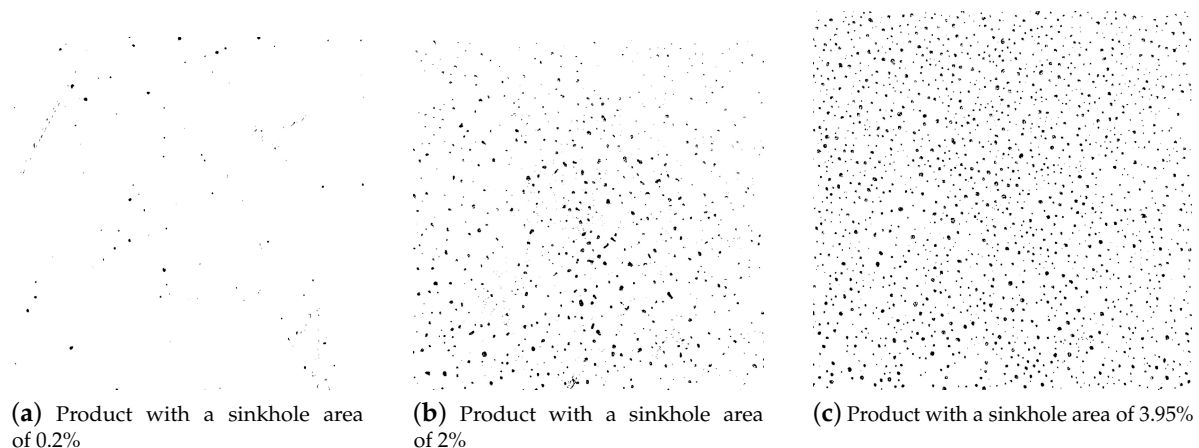 (a) Product with a sinkhole area
of 0.2%
(b) Product with a sinkhole area
of 2%
(c) Product with a sinkhole area of 3.95%